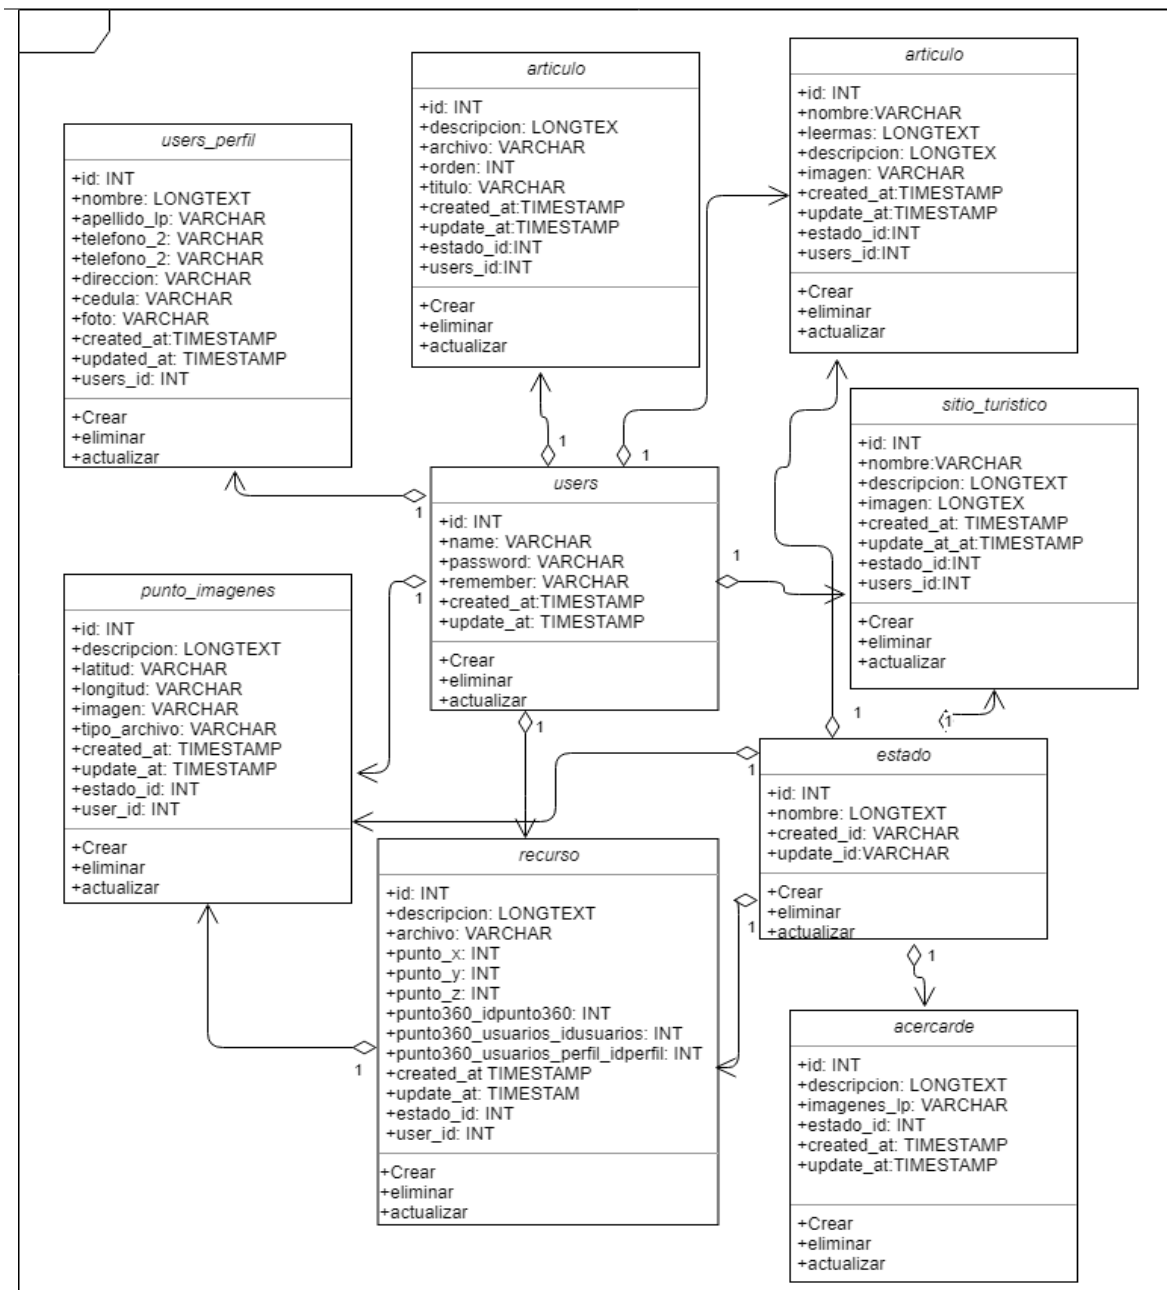 users_perfil
+id: INT
+nombre: LONGTEXT
+apellido_lp: VARCHAR
+telefono_2: VARCHAR
+telefono_2: VARCHAR
+direccion: VARCHAR
+cedula: VARCHAR
+foto: VARCHAR
+created_at:TIMESTAMP
+updated_at: TIMESTAMP
+users_id: INT
+Crear
+eliminar
+actualizar
articulo
+id: INT
+descripcion: LONGTEX
+archivo: VARCHAR
+orden: INT
+titulo: VARCHAR
+created_at:TIMESTAMP
+update_at:TIMESTAMP
+estado_id:INT
+users_id:INT
+Crear
+eliminar
+actualizar
articulo
+id: INT
+nombre:VARCHAR
+leermas: LONGTEXT
+descripcion: LONGTEX
+imagen: VARCHAR
+created_at:TIMESTAMP
+update_at:TIMESTAMP
+estado_id:INT
+users_id:INT
+Crear
+eliminar
+actualizar
1
1
1
1
1
1
users
+id: INT
+name: VARCHAR
+password: VARCHAR
+remember: VARCHAR
+created_at:TIMESTAMP
+update_at: TIMESTAMP
+Crear
+eliminar
+actualizar
sitio_turistico
+id: INT
+nombre:VARCHAR
+descripcion: LONGTEXT
+imagen: LONGTEX
+created_at: TIMESTAMP
+update_at_at:TIMESTAMP
+estado_id:INT
+users_id:INT
+Crear
+eliminar
+actualizar
punto_imagenes
+id: INT
+descripcion: LONGTEXT
+latitud: VARCHAR
+longitud: VARCHAR
+imagen: VARCHAR
+tipo_archivo: VARCHAR
+created_at: TIMESTAMP
+update_at: TIMESTAMP
+estado_id: INT
+user_id: INT
+Crear
+eliminar
+actualizar
1
1
1
1
1
estado
+id: INT
+nombre: LONGTEXT
+created_id: VARCHAR
+update_id:VARCHAR
+Crear
+eliminar
+actualizar
recurso
+id: INT
+descripcion: LONGTEXT
+archivo: VARCHAR
+punto_x: INT
+punto_y: INT
+punto_z: INT
+punto360_idpunto360: INT
+punto360_usuarios_idusuarios: INT
+punto360_usuarios_perfil_idperfil: INT
+created_at TIMESTAMP
+update_at: TIMESTAM
+estado_id: INT
+user_id: INT
+Crear
+eliminar
+actualizar
1
acercarde
+id: INT
+descripcion: LONGTEXT
+imagenes_lp: VARCHAR
+estado_id: INT
+created_at: TIMESTAMP
+update_at:TIMESTAMP
+Crear
+eliminar
+actualizar